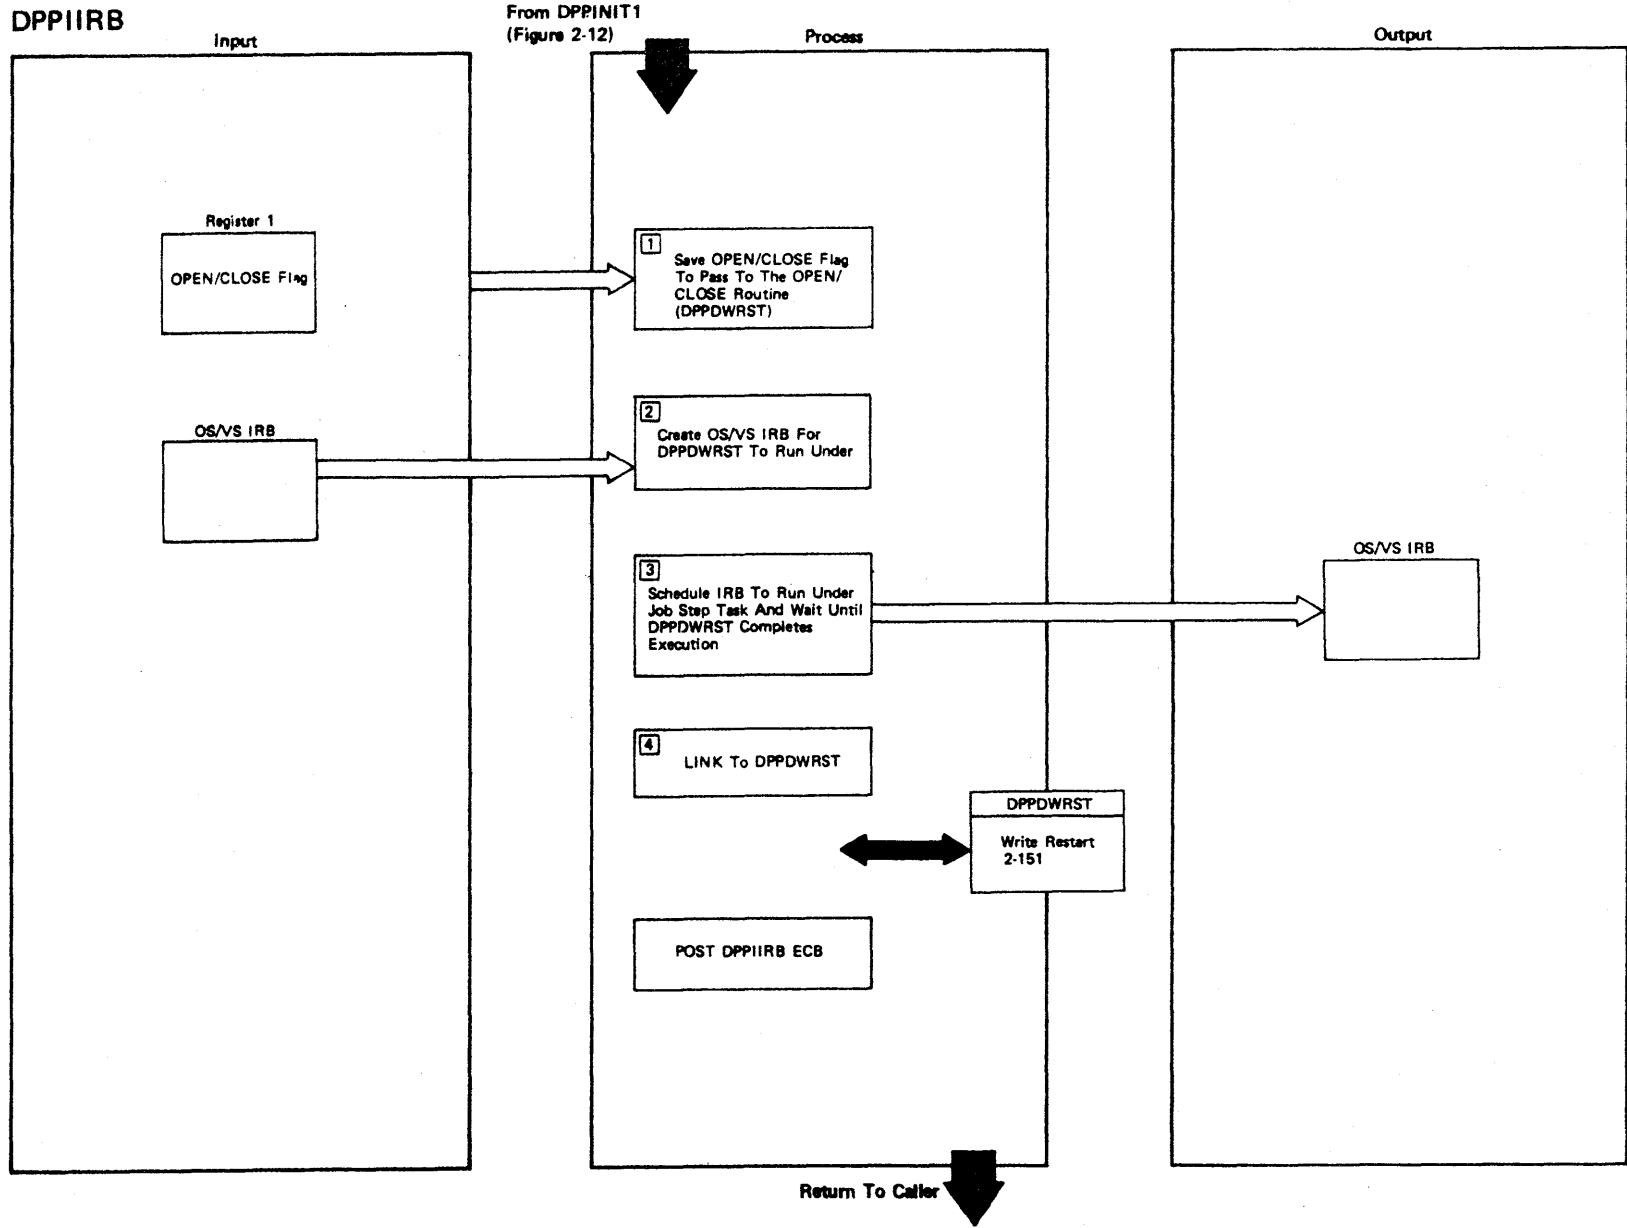 DPPIIRB
From DPPINIT1
(Figure 2-12)
Input
Process
Output
Register 1
OPEN/CLOSE Flag
1
Save OPEN/CLOSE Flag
To Pass To The OPEN/
CLOSE Routine
(DPPDWRST)
OS/VS IRB
2
Create OS/VS IRB For
DPPDWRST To Run Under
3
Schedule IRB To Run Under
Job Step Task And Wait Until
DPPDWRST Completes
Execution
OS/VS IRB
4
LINK To DPPDWRST
DPPDWRST
Write Restart
2-151
POST DPPIIRB ECB
Return To Caller